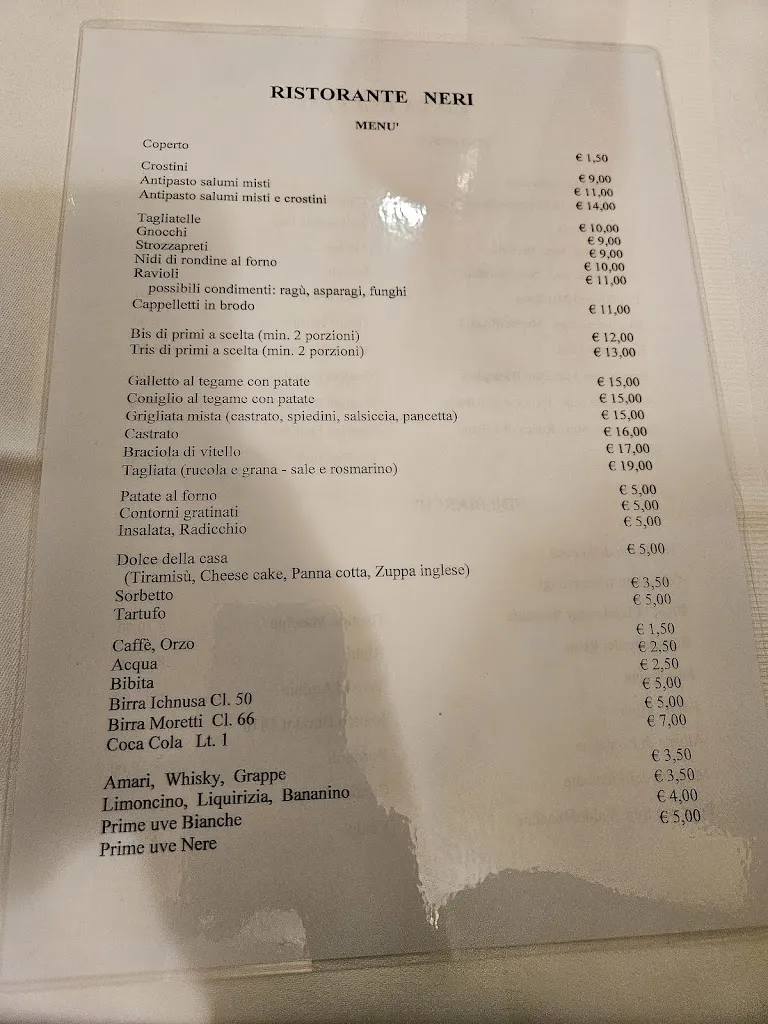 RISTORANTE NERI
MENU'
Coperto € 1,50
Crostini € 9,00
Antipasto salumi misti € 11,00
Antipasto salumi misti e crostini € 14,00
Tagliatelle € 10,00
Gnocchi € 9,00
Strozzapreti € 9,00
Nidi di rondine al forno € 10,00
Ravioli € 11,00
possibili condimenti: ragù, asparagi, funghi
Cappelletti in brodo € 11,00
Bis di primi a scelta (min. 2 porzioni) € 12,00
Tris di primi a scelta (min. 2 porzioni) € 13,00
Galletto al tegame con patate € 15,00
Coniglio al tegame con patate € 15,00
Grigliata mista (castrato, spiedini, salsiccia, pancetta) € 15,00
Castrato € 16,00
Braciola di vitello € 17,00
Tagliata (rucola e grana - sale e rosmarino) € 19,00
Patate al forno € 5,00
Contorni gratinati € 5,00
Insalata, Radicchio € 5,00
Dolce della casa € 5,00
(Tiramisù, Cheese cake, Panna cotta, Zuppa inglese)
Sorbetto € 3,50
Tartufo € 5,00
Caffè, Orzo € 1,50
Acqua € 2,50
Bibita € 2,50
Birra Ichnusa Cl. 50 € 5,00
Birra Moretti Cl. 66 € 5,00
Coca Cola Lt. 1 € 7,00
Amari, Whisky, Grappe € 3,50
Limoncino, Liquirizia, Bananino € 3,50
Prime uve Bianche € 4,00
Prime uve Nere € 5,00